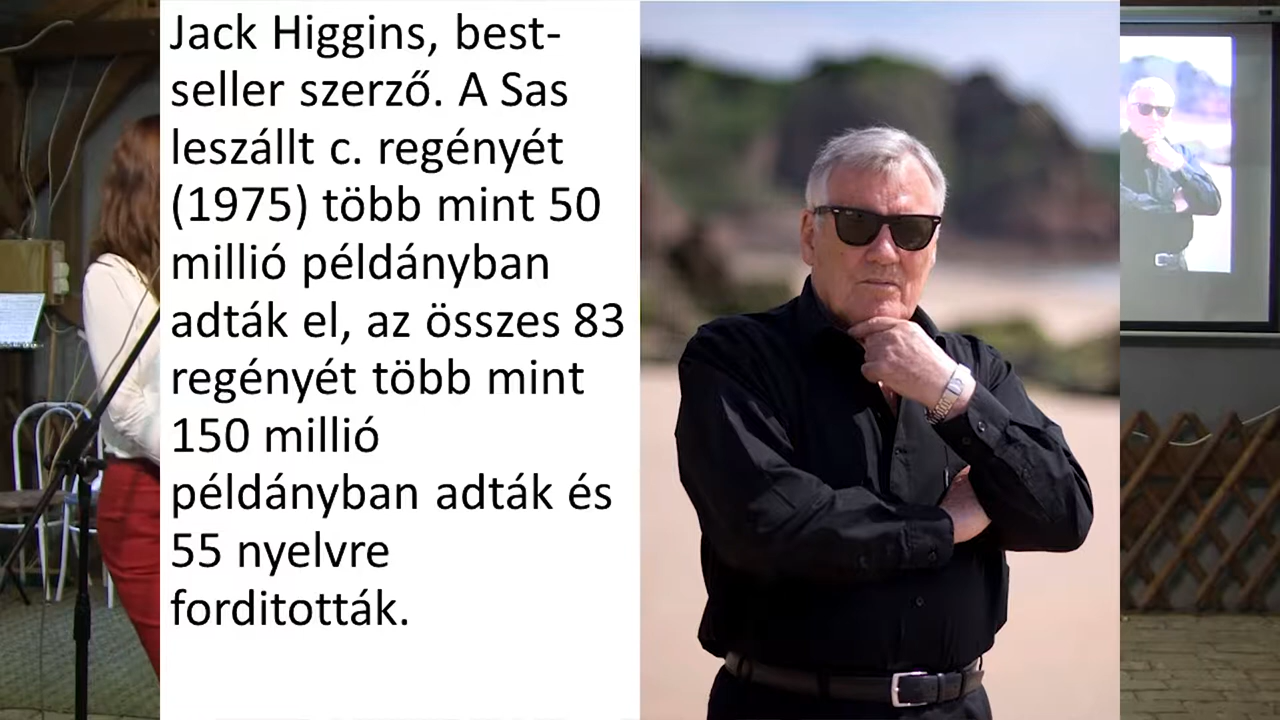 Jack Higgins, best-
seller szerző. A Sas
leszállt c. regényét
(1975) több mint 50
millió példányban
adták el, az összes 83
regényét több mint
150 millió
példányban adták és
55 nyelvre
forditották.